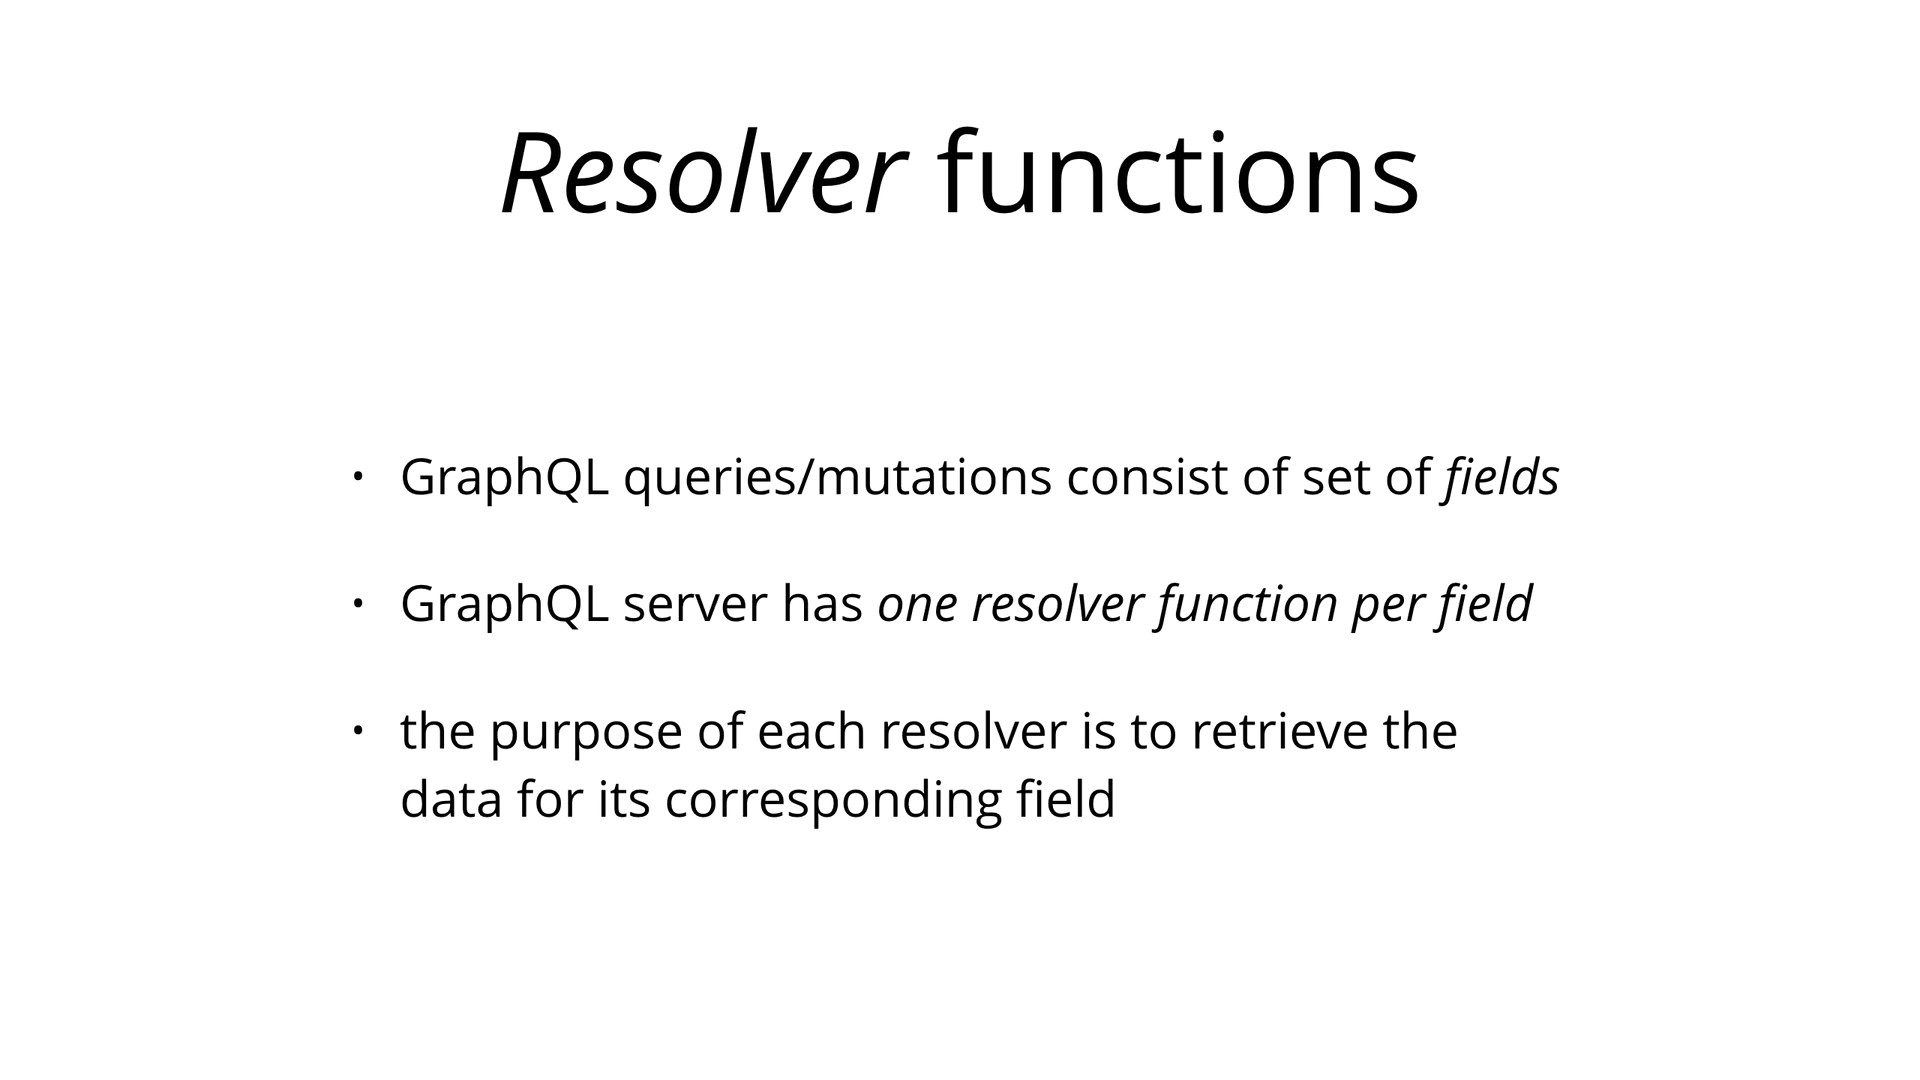 Resolver functions
• GraphQL queries/mutations consist of set of fields
• GraphQL server has one resolver function per field
• the purpose of each resolver is to retrieve the
data for its corresponding field